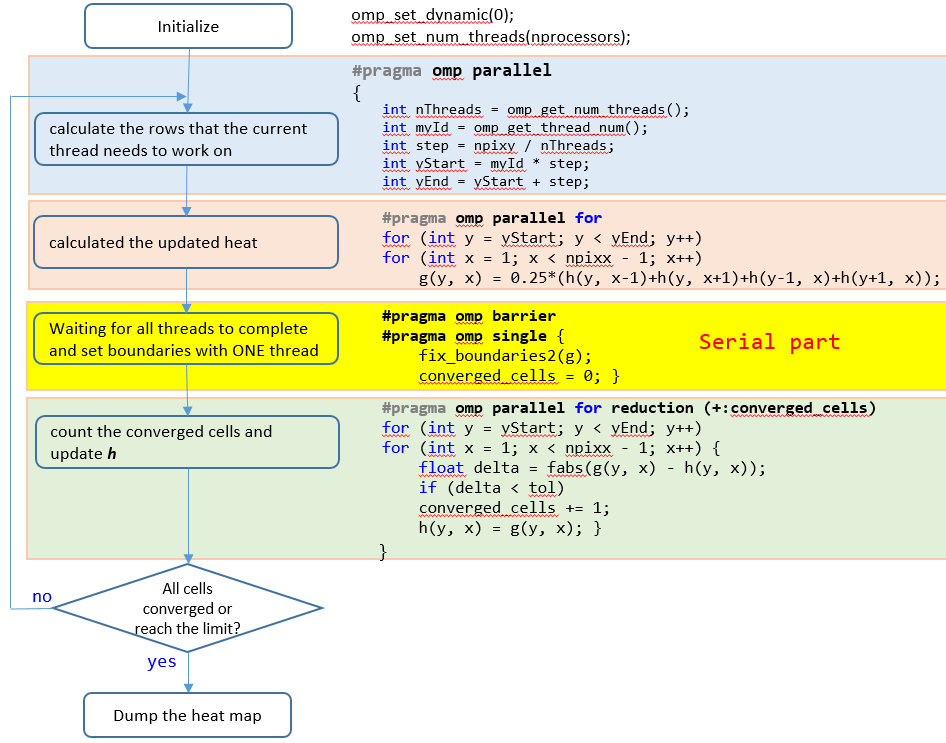 Initialize
omp_set_dynamic(0);
omp_set_num_threads(nprocessors);
#pragma omp parallel
{
calculate the rows that the current
thread needs to work on
int nThreads = omp_get_num_threads();
int myId = omp_get_thread_num();
int step = npixy / nThreads;
int yStart = myId * step;
int yEnd = yStart + step;
calculated the updated heat
#pragma omp parallel for
for (int y = yStart; y < yEnd; y++)
for (int x = 1; x < npixx - 1; x++)
g(y, x) = 0.25*(h(y, x-1)+h(y, x+1)+h(y-1, x)+h(y+1, x));
Waiting for all threads to complete
and set boundaries with ONE thread
#pragma omp barrier
#pragma omp single {
fix_boundaries2(g);
converged_cells = 0; }
Serial part
count the converged cells and
update h
#pragma omp parallel for reduction (+:converged_cells)
for (int y = yStart; y < yEnd; y++)
for (int x = 1; x < npixx - 1; x++) {
float delta = fabs(g(y, x) - h(y, x));
if (delta < tol)
converged_cells += 1;
h(y, x) = g(y, x); }
}
All cells
converged or
reach the limit?
no
yes
Dump the heat map